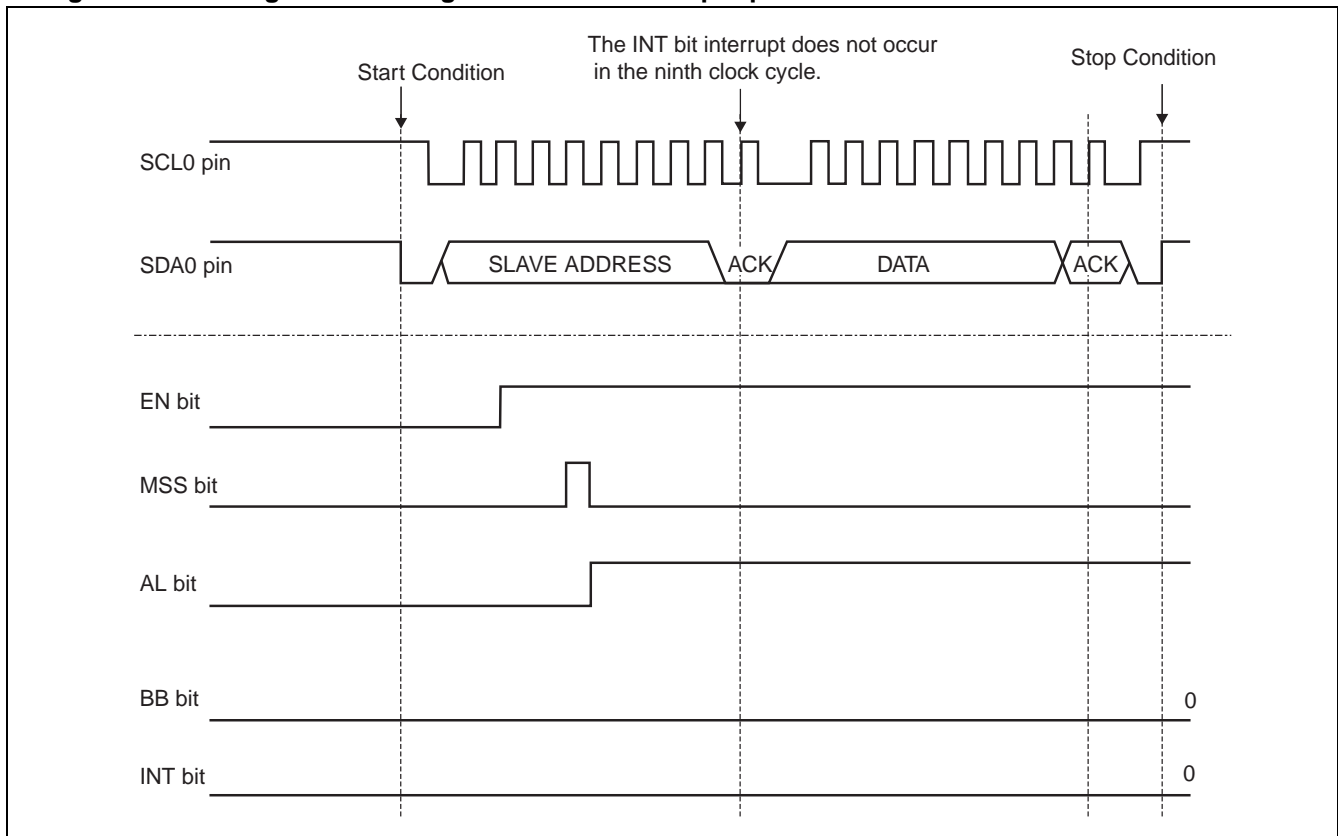 The INT bit interrupt does not occur
in the ninth clock cycle.
Start Condition
Stop Condition
SCL0 pin
SDA0 pin
SLAVE ADDRESS
ACK
DATA
ACK
EN bit
MSS bit
AL bit
BB bit
0
INT bit
0